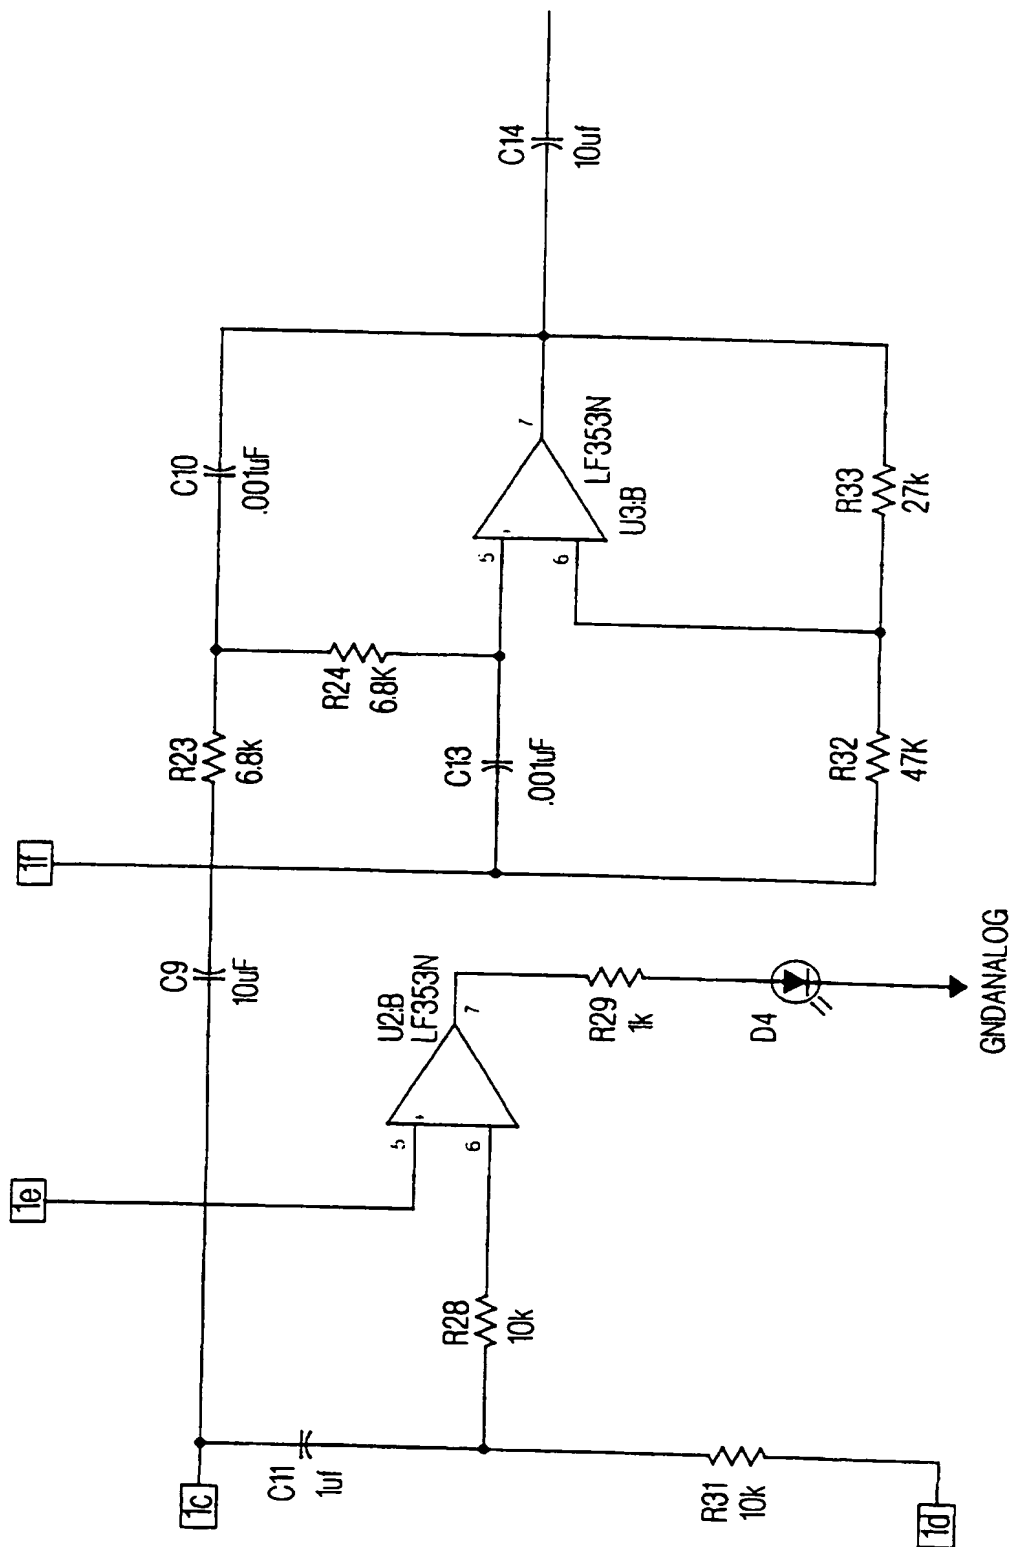 1c
C11
1uf
R31
10k
1d
R28
10k
1e
5
6
U2:B
LF353N
7
R29
1k
D4
GNDANALOG
C9
10uF
1f
R23
6.8k
R24
6.8K
C13
.001uF
R32
47K
C10
.001uF
5
6
7
LF353N
U3:B
R33
27k
C14
10uf